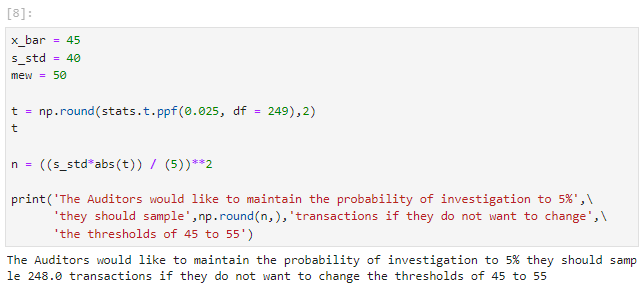 [8]:
x_bar = 45
s_std = 40
mew = 50
t = np.round(stats.t.ppf(0.025, df = 249),2)
t
n = ((s_std*abs(t)) / (5))**2
print('The Auditors would like to maintain the probability of investigation to 5%',\
'they should sample',np.round(n,),'transactions if they do not want to change',\
'the thresholds of 45 to 55')
The Auditors would like to maintain the probability of investigation to 5% they should samp
le 248.0 transactions if they do not want to change the thresholds of 45 to 55